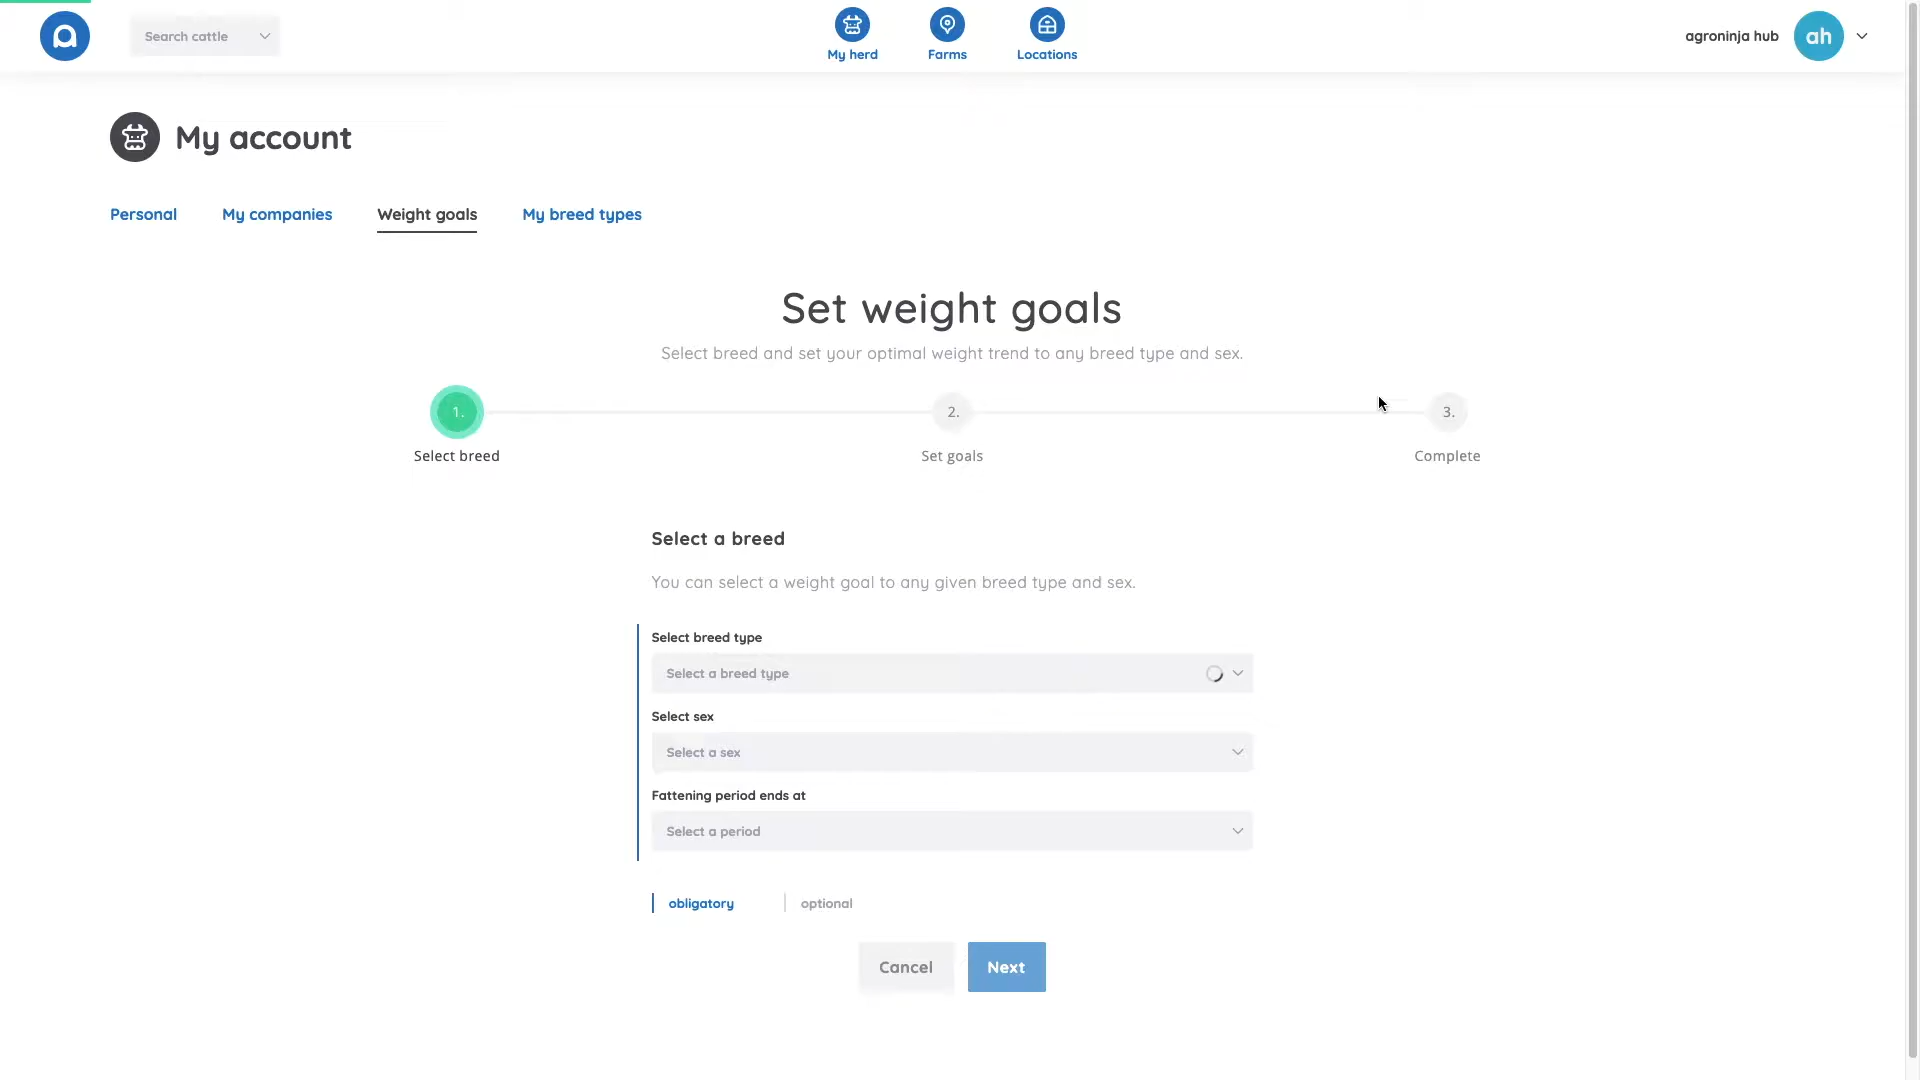 Search cattle
My herd
Farms
Locations
agroninja hub
ah
My account
Personal
My companies
Weight goals
My breed types
Set weight goals
Select breed and set your optimal weight trend to any breed type and sex.
1.
2.
3.
Select breed
Set goals
Complete
Select a breed
You can select a weight goal to any given breed type and sex.
Select breed type
Select a breed type
Select sex
Select a sex
Fattening period ends at
Select a period
obligatory
optional
Cancel
Next